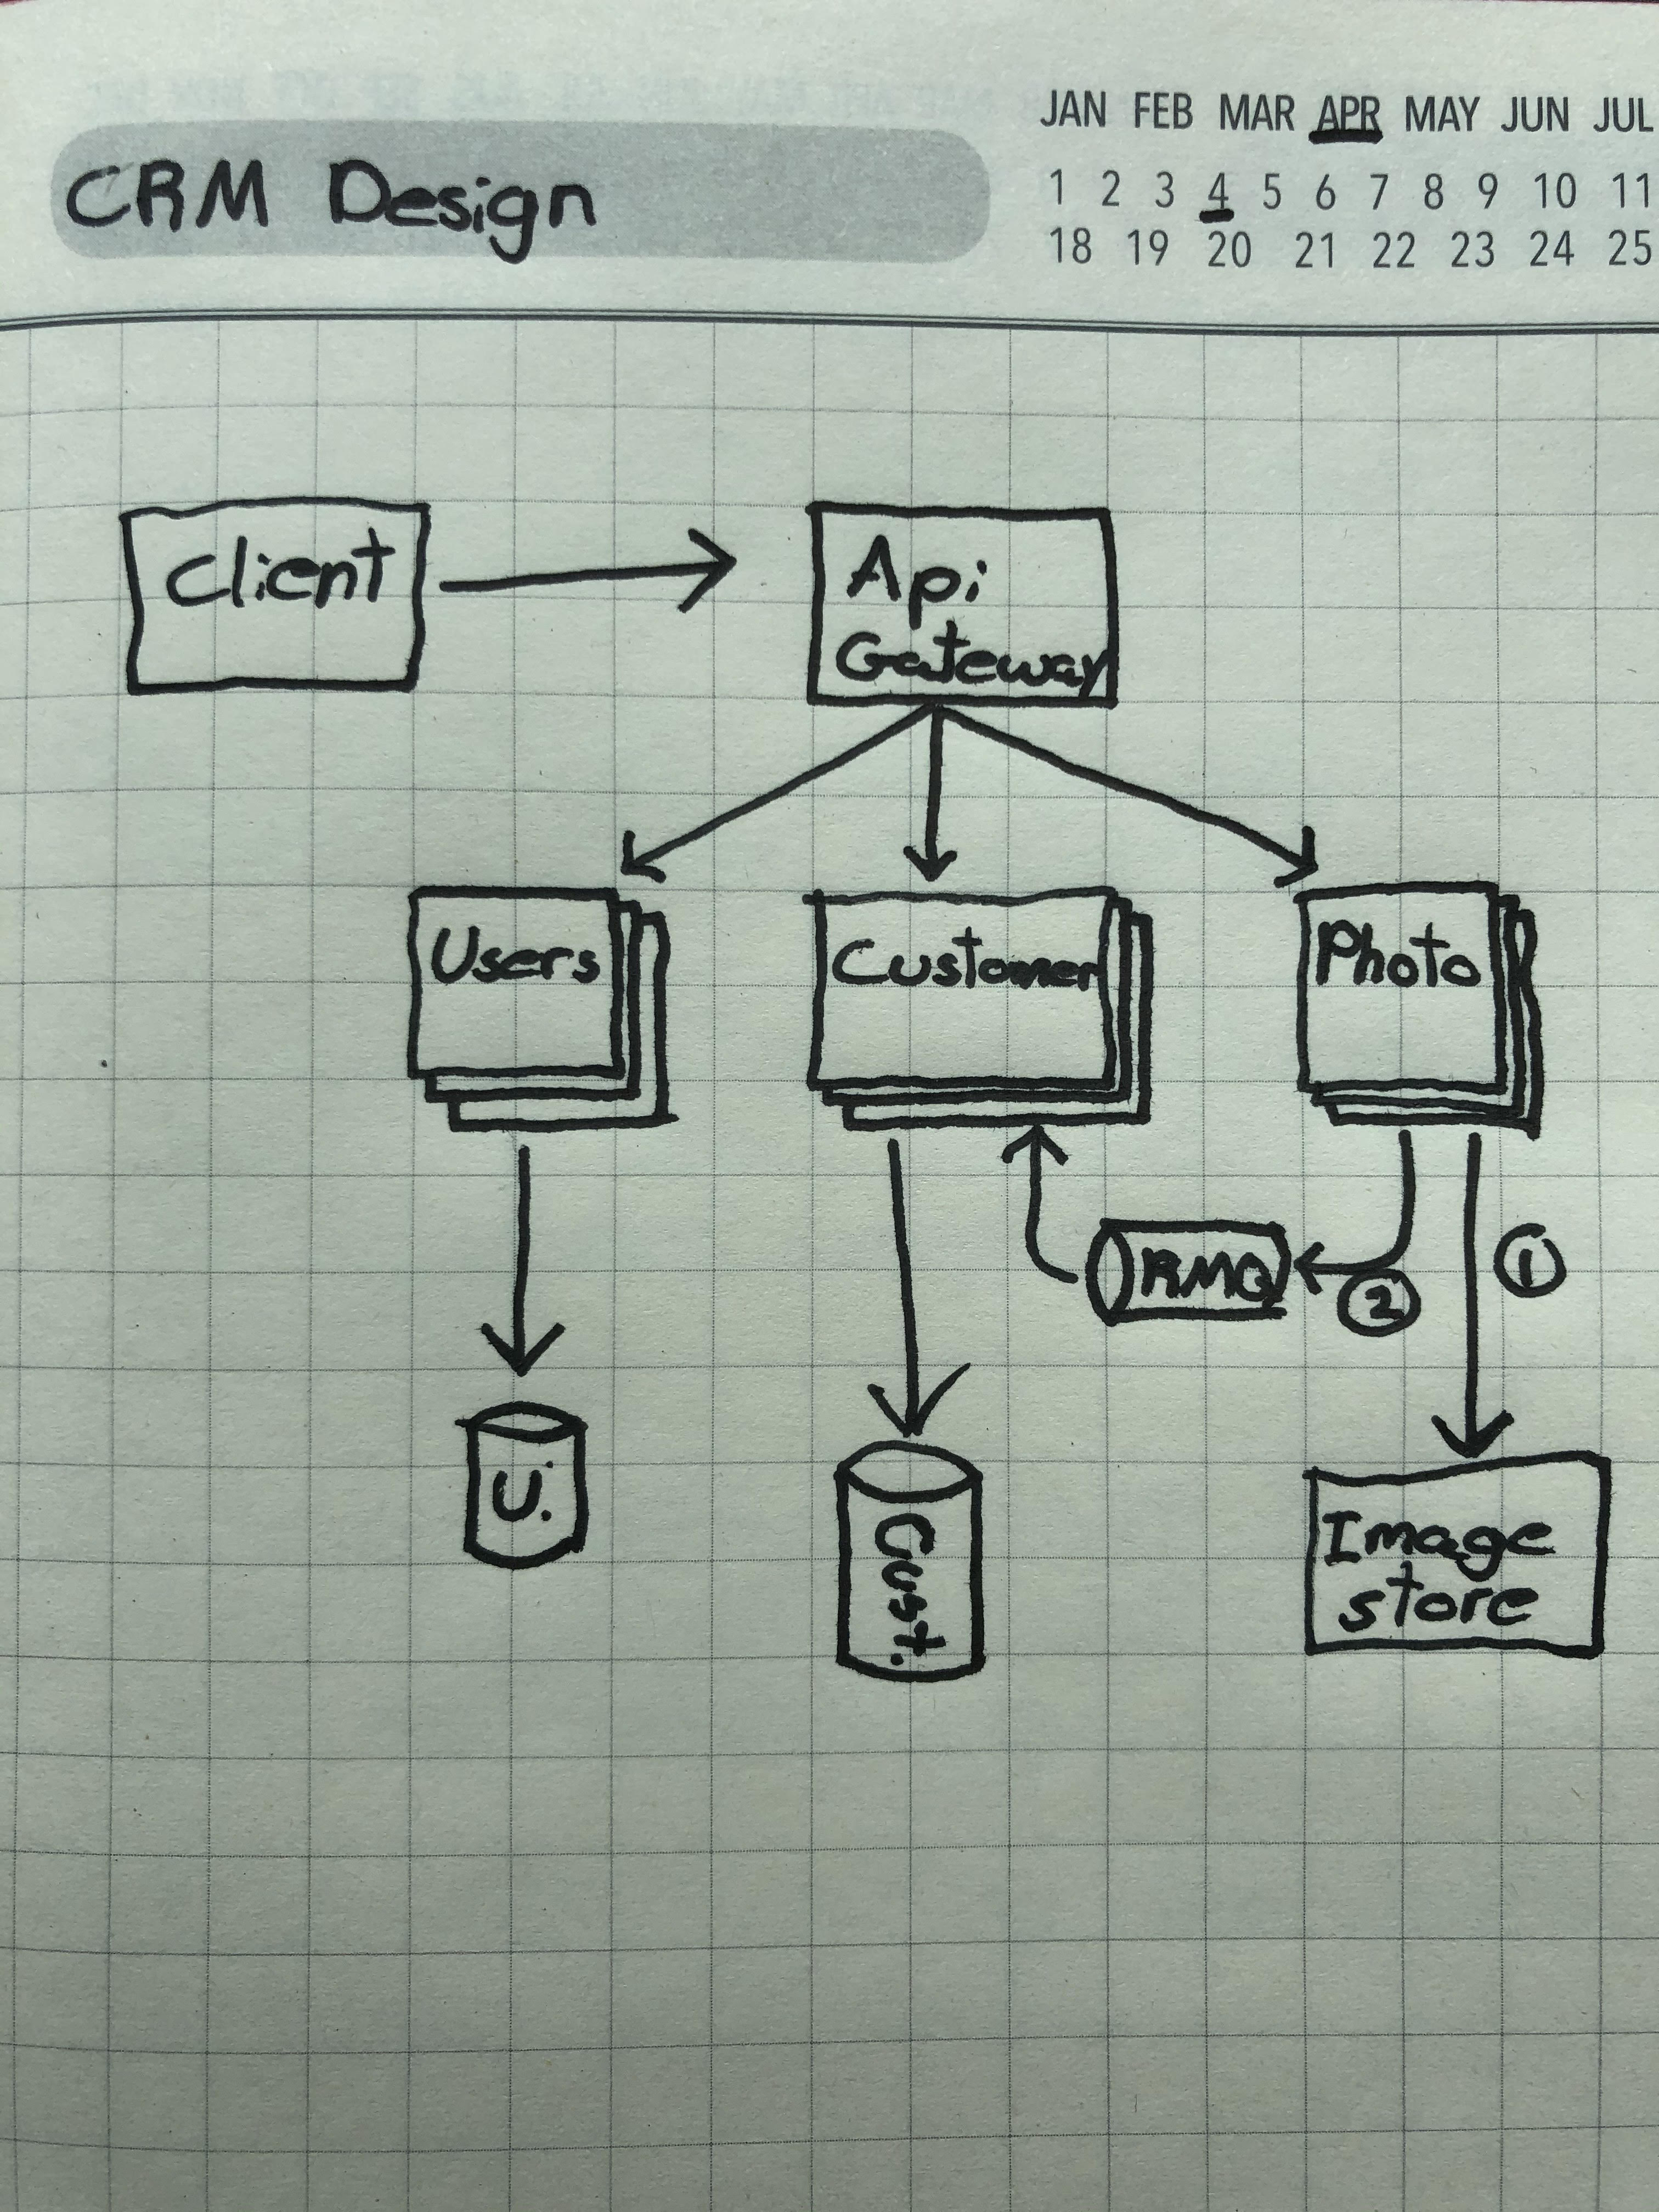 JAN FEB MAR APR MAY JUN JUL
CRM Design
1 2 3 4 5 6 7 8 9 10 11
18 19 20 21 22 23 24 25
Client
Api
Gateway
Users
Customer
Photo
RMQ
2
1
U.
Cust.
Image
store